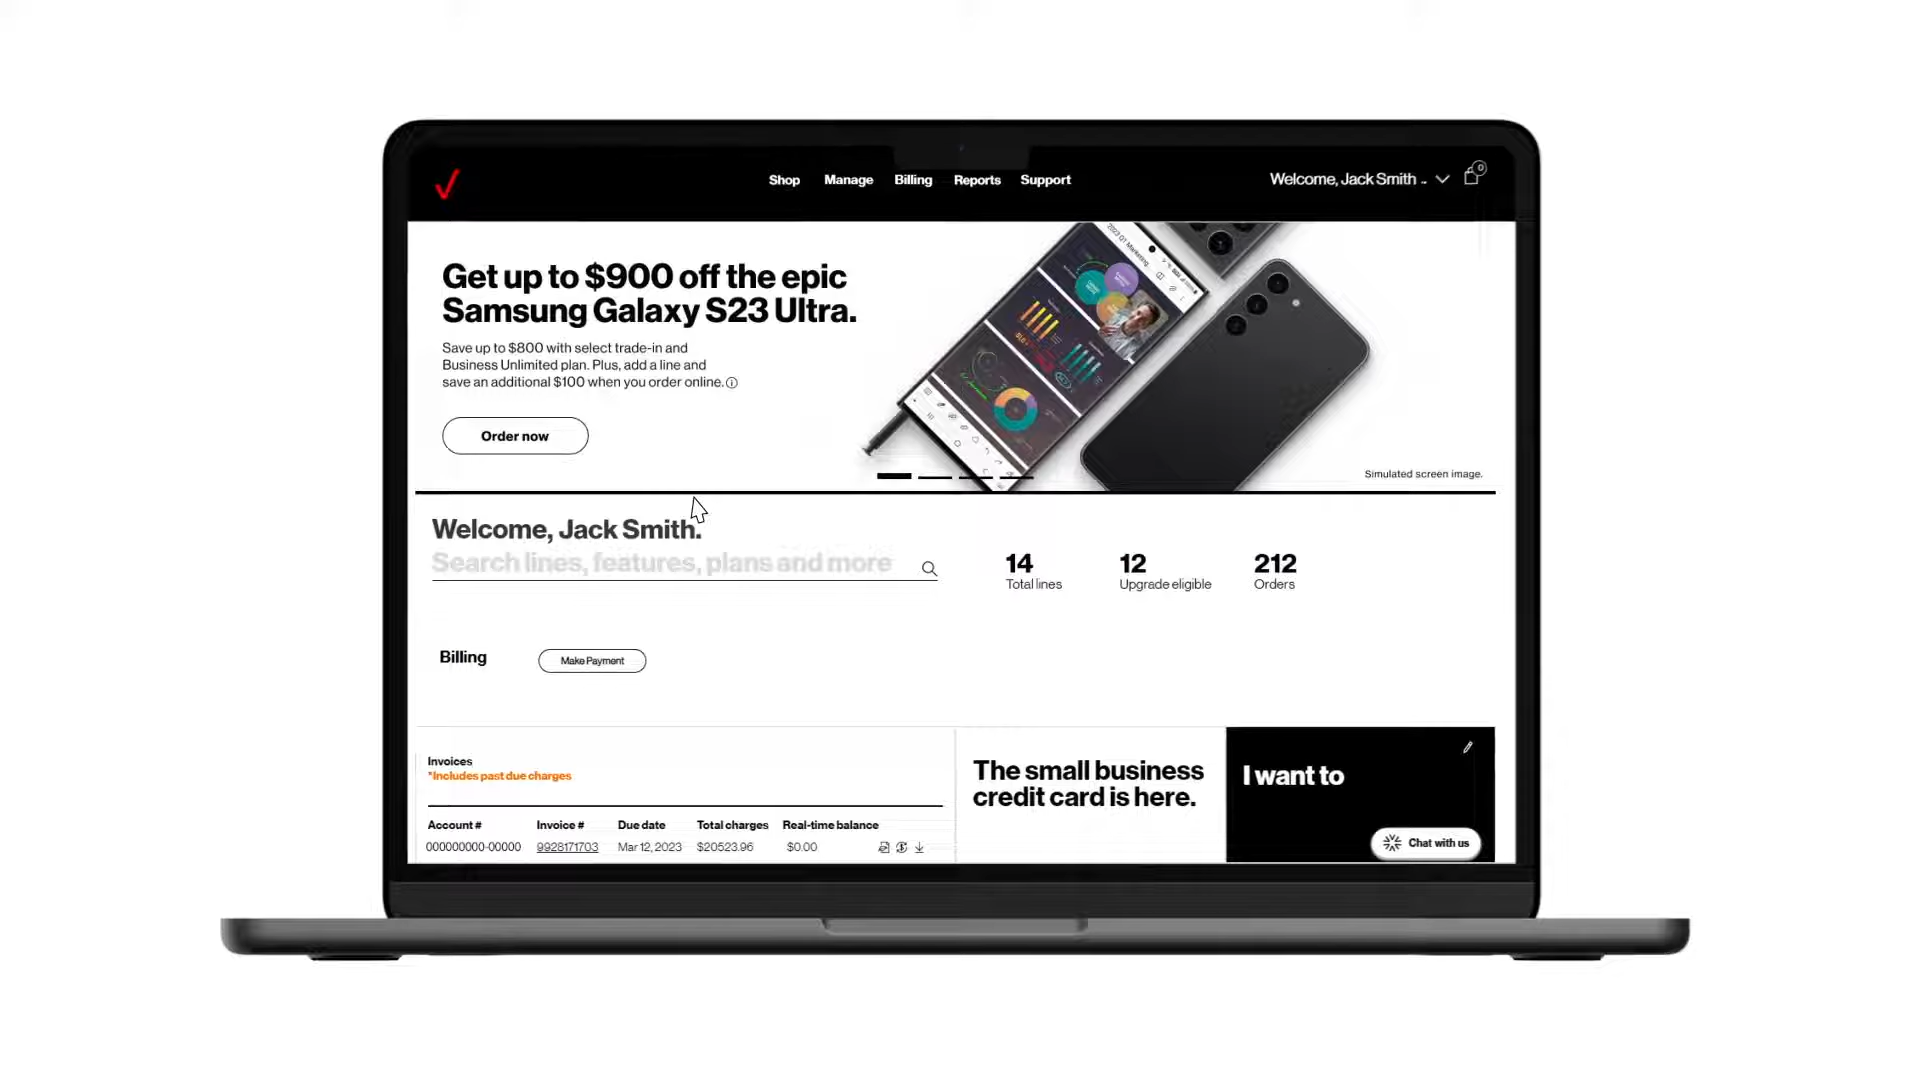 Shop Manage Billing Reports Support
Welcome, Jack Smith ..
0
Get up to $900 off the epic
Samsung Galaxy S23 Ultra.
Save up to $800 with select trade-in and
Business Unlimited plan. Plus, add a line and
save an additional $100 when you order online.
Order now
2023 Q1 Marketing
Simulated screen image.
Welcome, Jack Smith.
Search lines, features, plans and more
14
Total lines
12
Upgrade eligible
212
Orders
Billing
Make Payment
Invoices
*Includes past due charges
Account # Invoice # Due date Total charges Real-time balance
000000000-00000 9928171703 Mar 12, 2023 $20523.96 $0.00
The small business
credit card is here.
I want to
Chat with us